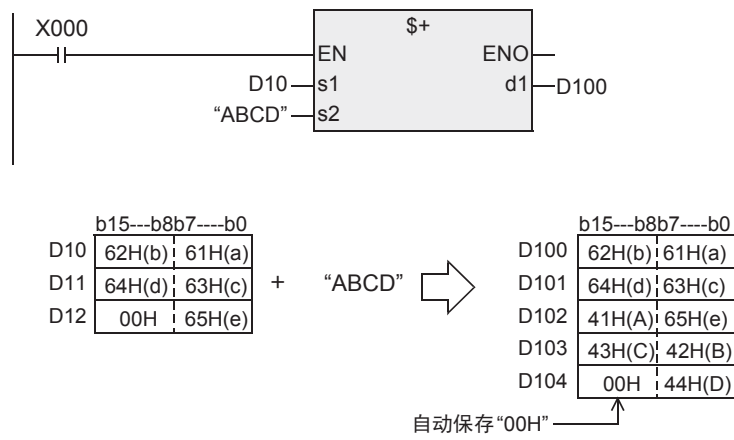 X000
$+
EN ENO
D10 s1 d1 D100
“ABCD” s2
b15---b8b7----b0
D10 62H(b) 61H(a)
D11 64H(d) 63H(c)
D12 00H 65H(e)
+ “ABCD”
b15---b8b7----b0
D100 62H(b) 61H(a)
D101 64H(d) 63H(c)
D102 41H(A) 65H(e)
D103 43H(C) 42H(B)
D104 00H 44H(D)
自动保存“00H”